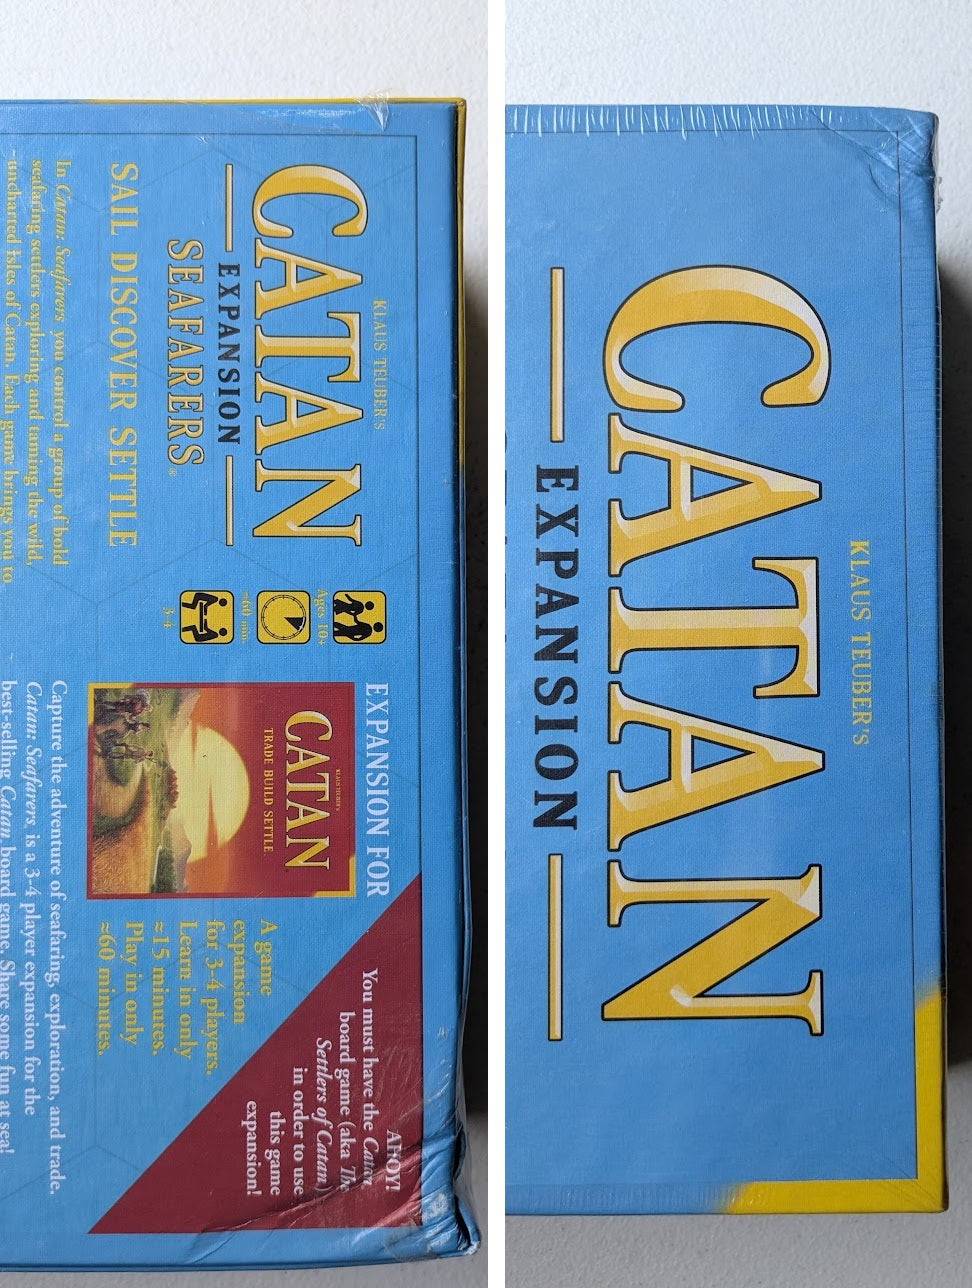 KLAUS TEUBER'S
CATAN
EXPANSION
SEAFARERS®
SAIL DISCOVER SETTLE
In Catan: Seafarers you control a group of bold
seafaring settlers exploring and taming the wild,
uncharted isles of Catan. Each game brings you to
Ages 10+
≈60 min.
3-4
EXPANSION FOR
KLAUS TEUBER'S
CATAN
TRADE BUILD SETTLE
A game
expansion
for 3-4 players.
Learn in only
≈15 minutes.
Play in only
≈60 minutes.
Capture the adventure of seafaring, exploration, and trade.
Catan: Seafarers is a 3-4 player expansion for the
best-selling Catan board game. Share some fun at sea!
AHOY!
You must have the Catan
board game (aka The
Settlers of Catan
in order to use
this game
expansion!
KLAUS TEUBER'S
CATAN
EXPANSION